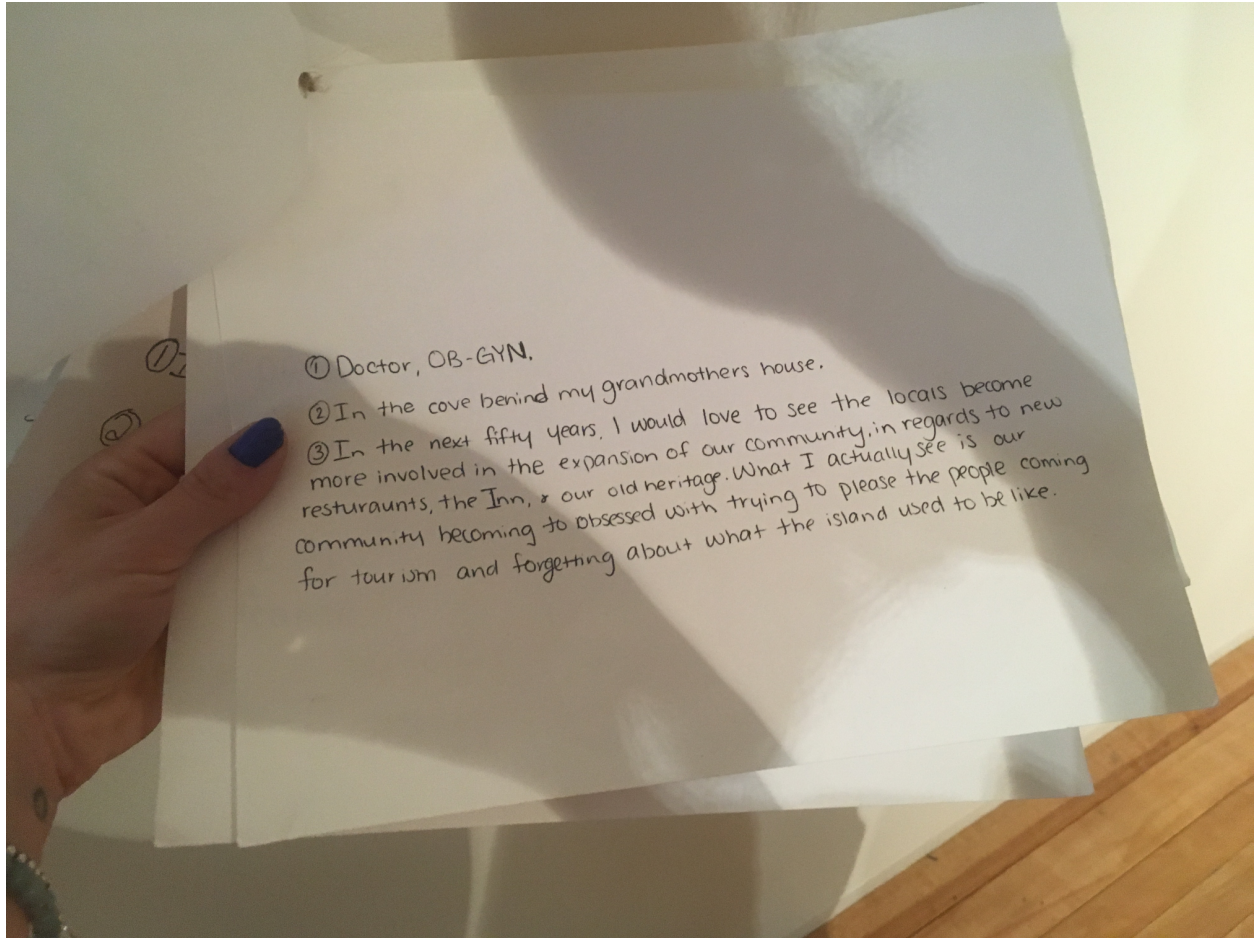 ① Doctor, OB-GYN.
② In the cove behind my grandmothers house.
③ In the next fifty years, I would love to see the locals become
more involved in the expansion of our community, in regards to new
resturaunts, the Inn, & our old heritage. What I actually see is our
community becoming to obsessed with trying to please the people coming
for tourism and forgetting about what the island used to be like.
①I
②